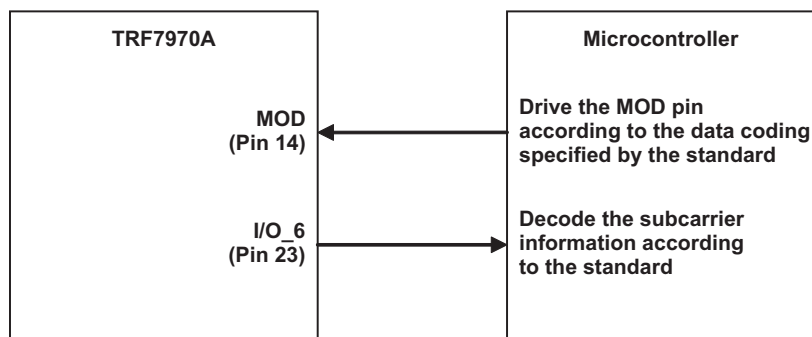 TRF7970A
Microcontroller
MOD
(Pin 14)
Drive the MOD pin
according to the data coding
specified by the standard
I/O_6
(Pin 23)
Decode the subcarrier
information according
to the standard